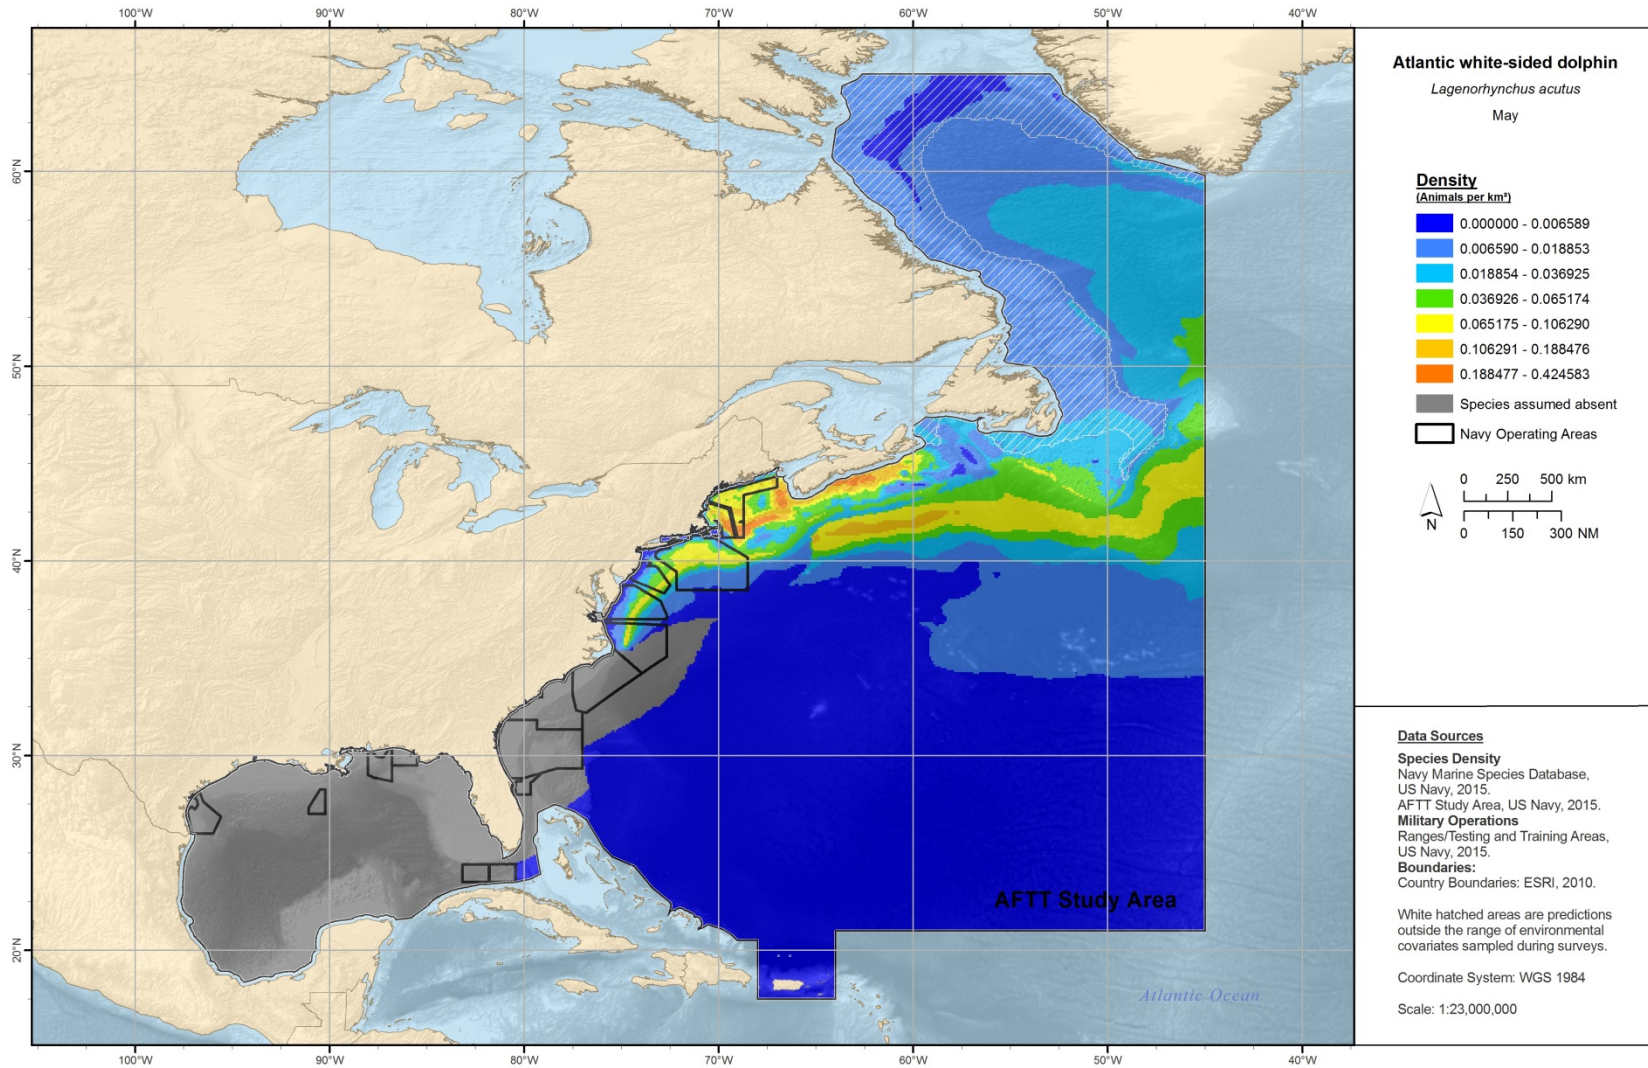 100°W 90°W 80°W 70°W 60°W 50°W 40°W
60°N
50°N
40°N
30°N
20°N
AFTT Study Area
Atlantic Ocean
100°W 90°W 80°W 70°W 60°W 50°W 40°W
Atlantic white-sided dolphin
Lagenorhynchus acutus
May
Density
(Animals per km²)
0.000000 - 0.006589
0.006590 - 0.018853
0.018854 - 0.036925
0.036926 - 0.065174
0.065175 - 0.106290
0.106291 - 0.188476
0.188477 - 0.424583
Species assumed absent
Navy Operating Areas
0 250 500 km
N
0 150 300 NM
Data Sources
Species Density
Navy Marine Species Database,
US Navy, 2015.
AFTT Study Area, US Navy, 2015.
Military Operations
Ranges/Testing and Training Areas,
US Navy, 2015.
Boundaries:
Country Boundaries: ESRI, 2010.
White hatched areas are predictions
outside the range of environmental
covariates sampled during surveys.
Coordinate System: WGS 1984
Scale: 1:23,000,000